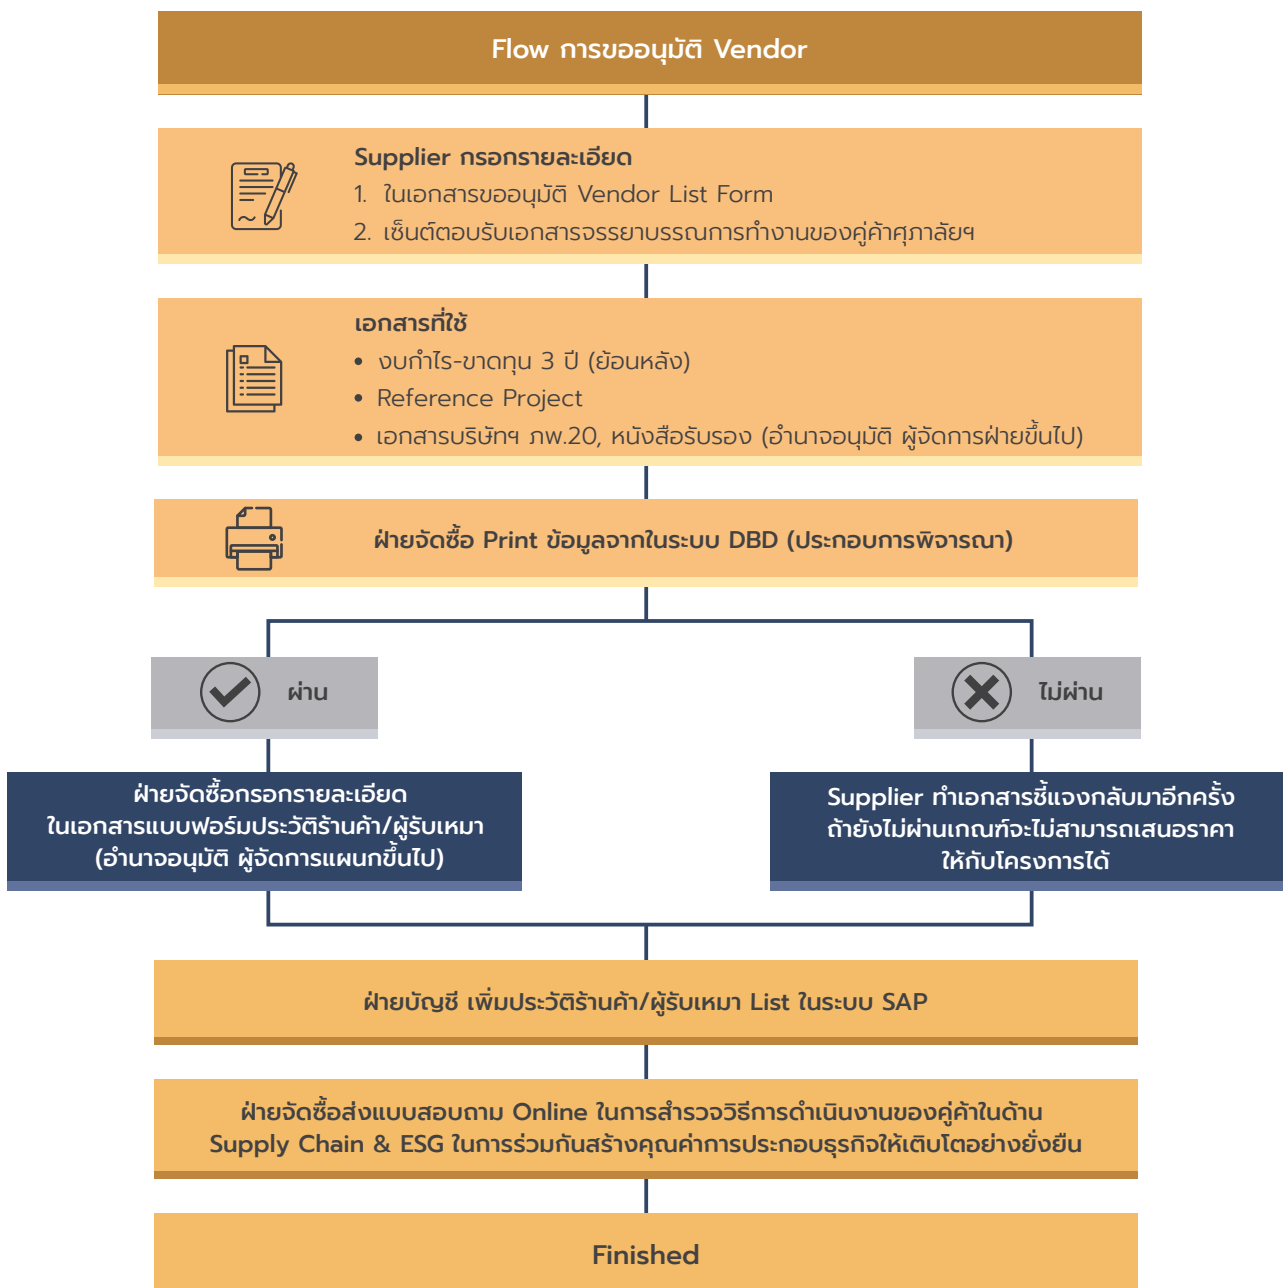 Flow การขออนุมัติ Vendor
Supplier กรอกรายละเอียด
1. ในเอกสารขออนุมัติ Vendor List Form
2. เซ็นต์ตอบรับเอกสารจรรยาบรรณการทำงานของคู่ค้าศุภาลัยฯ
เอกสารที่ใช้
• งบกำไร-ขาดทุน 3 ปี (ย้อนหลัง)
• Reference Project
• เอกสารบริษัทฯ ภพ.20, หนังสือรับรอง (อำนาจอนุมัติ ผู้จัดการฝ่ายขึ้นไป)
ฝ่ายจัดซื้อ Print ข้อมูลจากในระบบ DBD (ประกอบการพิจารณา)
ผ่าน
ไม่ผ่าน
ฝ่ายจัดซื้อกรอกรายละเอียด
ในเอกสารแบบฟอร์มประวัติร้านค้า/ผู้รับเหมา
(อำนาจอนุมัติ ผู้จัดการแผนกขึ้นไป)
Supplier ทำเอกสารชี้แจงกลับมาอีกครั้ง
ถ้ายังไม่ผ่านเกณฑ์จะไม่สามารถเสนอราคา
ให้กับโครงการได้
ฝ่ายบัญชี เพิ่มประวัติร้านค้า/ผู้รับเหมา List ในระบบ SAP
ฝ่ายจัดซื้อส่งแบบสอบถาม Online ในการสำรวจวิธีการดำเนินงานของคู่ค้าในด้าน
Supply Chain & ESG ในการร่วมกันสร้างคุณค่าการประกอบธุรกิจให้เติบโตอย่างยั่งยืน
Finished